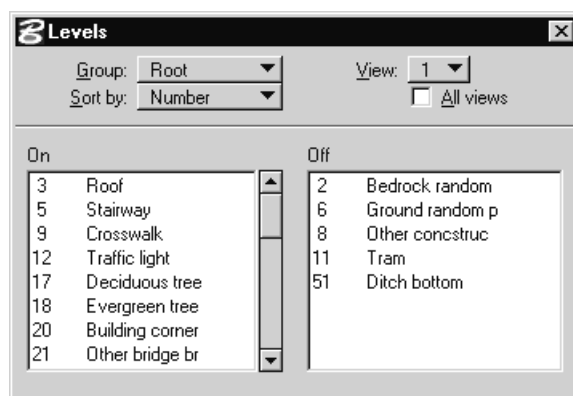 Levels
Group: Root
View: 1
Sort by: Number
All views
On
3 Roof
5 Stairway
9 Crosswalk
12 Traffic light
17 Deciduous tree
18 Evergreen tree
20 Building corner
21 Other bridge br
Off
2 Bedrock random
6 Ground random p
8 Other concstruc
11 Tram
51 Ditch bottom